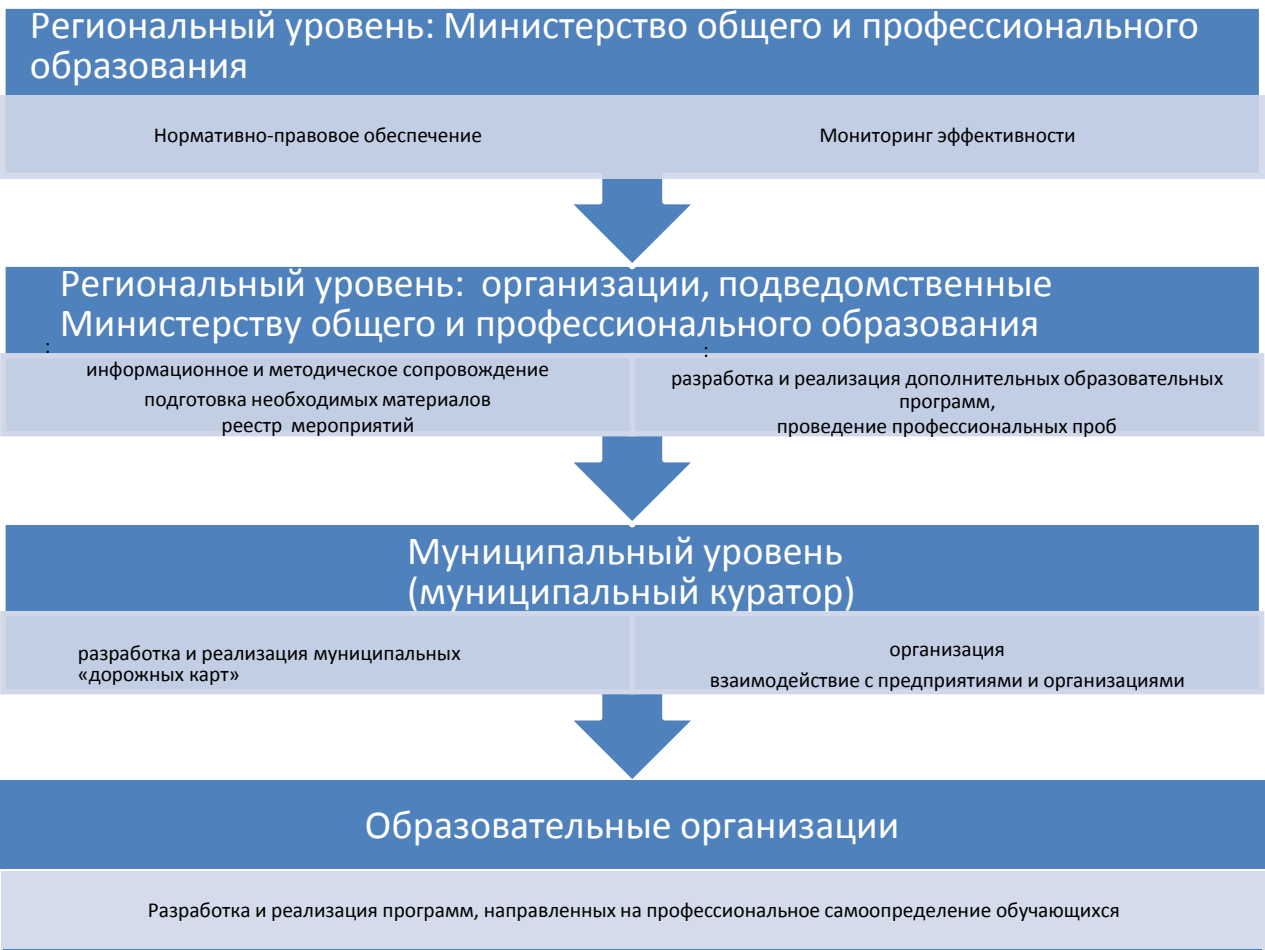 Региональный уровень: Министерство общего и профессионального
образования
Нормативно-правовое обеспечение
Мониторинг эффективности
Региональный уровень:  организации, подведомственные
Министерству общего и профессионального образования
:
информационное и методическое сопровождение
подготовка необходимых материалов
реестр  мероприятий
:
разработка и реализация дополнительных образовательных
программ,
проведение профессиональных проб
Муниципальный уровень
(муниципальный куратор)
разработка и реализация муниципальных
«дорожных карт»
организация
взаимодействие с предприятиями и организациями
Образовательные организации
Разработка и реализация программ, направленных на профессиональное самоопределение обучающихся